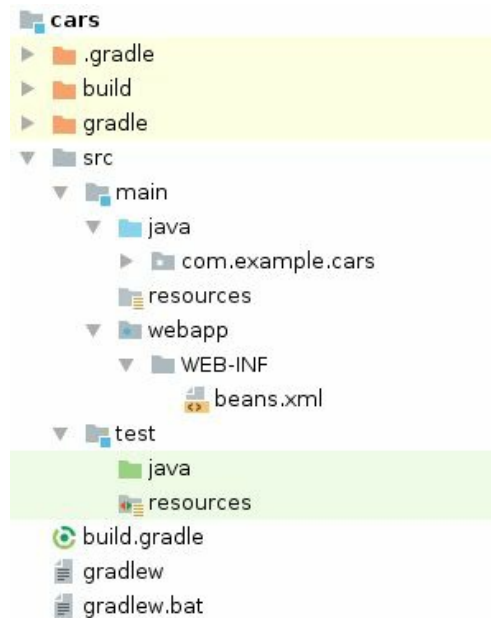 cars
.gradle
build
gradle
src
main
java
com.example.cars
resources
webapp
WEB-INF
beans.xml
test
java
resources
build.gradle
gradlew
gradlew.bat